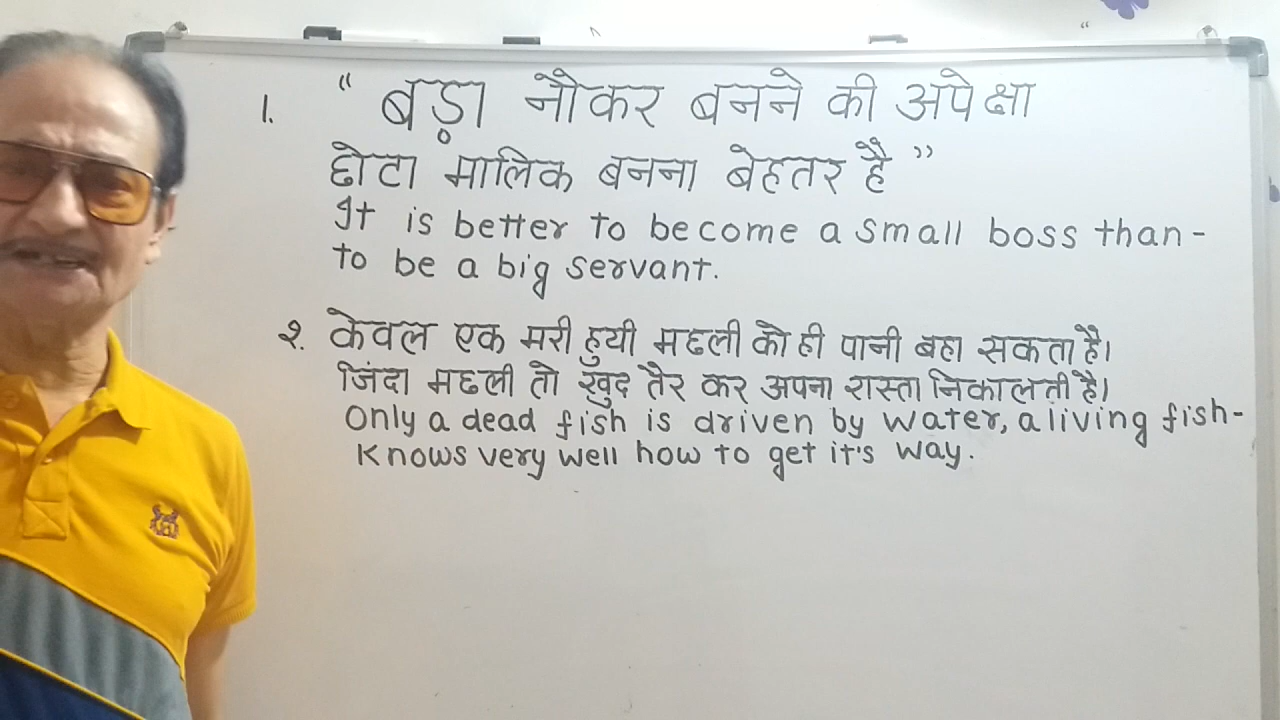 1. “ बड़ा नौकर बनने की अपेक्षा
छोटा मालिक बनना बेहतर है ”
It is better to become a small boss than-
to be a big servant.
२. केवल एक मरी हुयी मछली को ही पानी बहा सकता है।
जिंदा मछली तो खुद तैर कर अपना रास्ता निकालती है।
Only a dead fish is driven by water, a living fish-
knows very well how to get it's way.